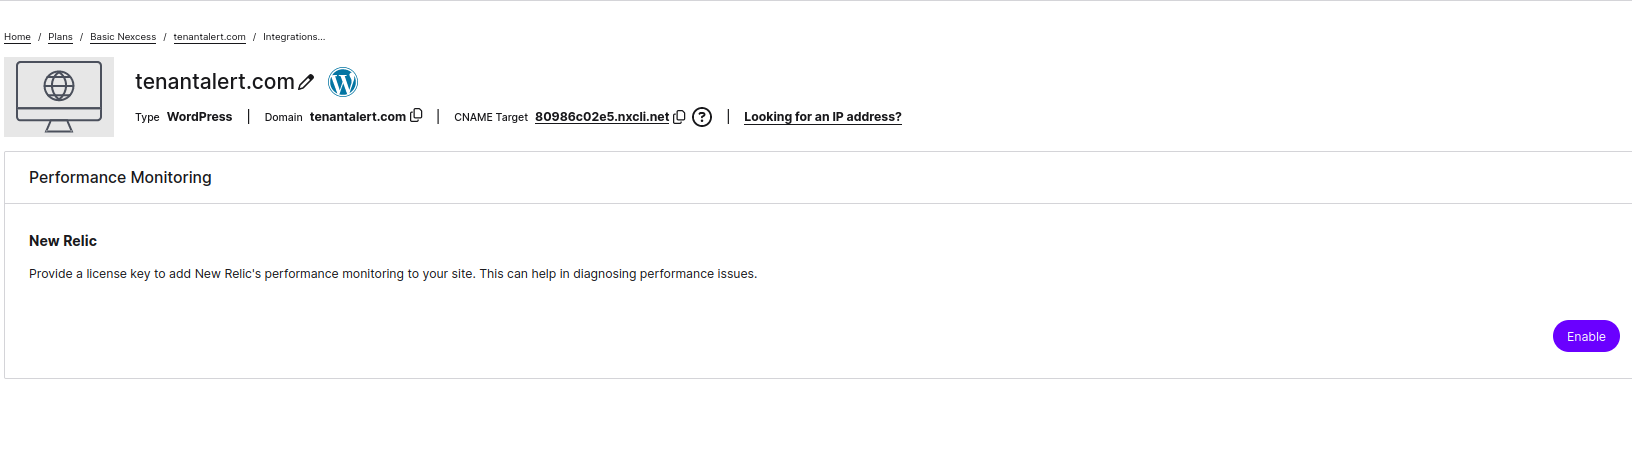 Home / Plans / Basic Nexcess / tenantalert.com / Integrations...
tenantalert.com
Type WordPress | Domain tenantalert.com | CNAME Target 80986c02e5.nxcli.net ? | Looking for an IP address?
Performance Monitoring
New Relic
Provide a license key to add New Relic's performance monitoring to your site. This can help in diagnosing performance issues.
Enable